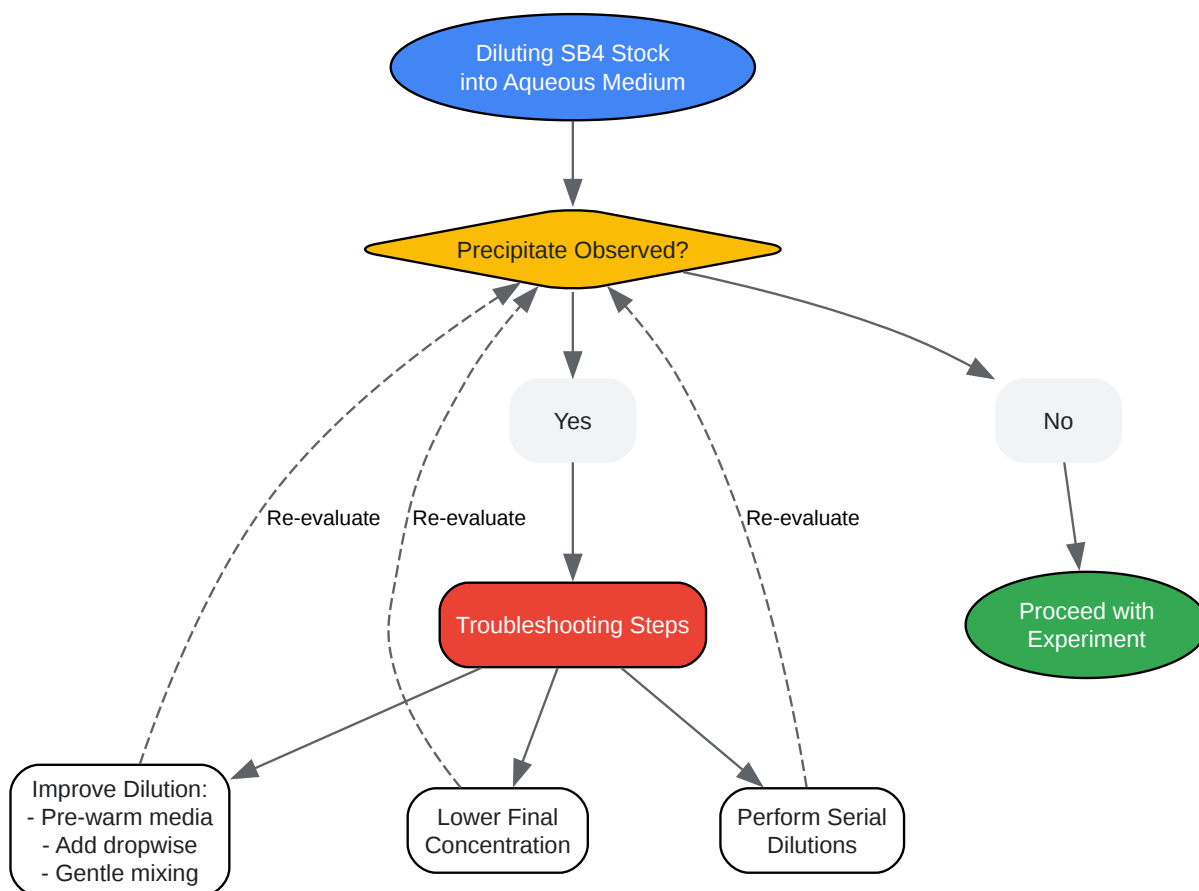 Diluting SB4 Stock
into Aqueous Medium
Precipitate Observed?
Yes
No
Re-evaluate
Re-evaluate
Re-evaluate
Troubleshooting Steps
Proceed with
Experiment
Improve Dilution:
- Pre-warm media
- Add dropwise
- Gentle mixing
Lower Final
Concentration
Perform Serial
Dilutions